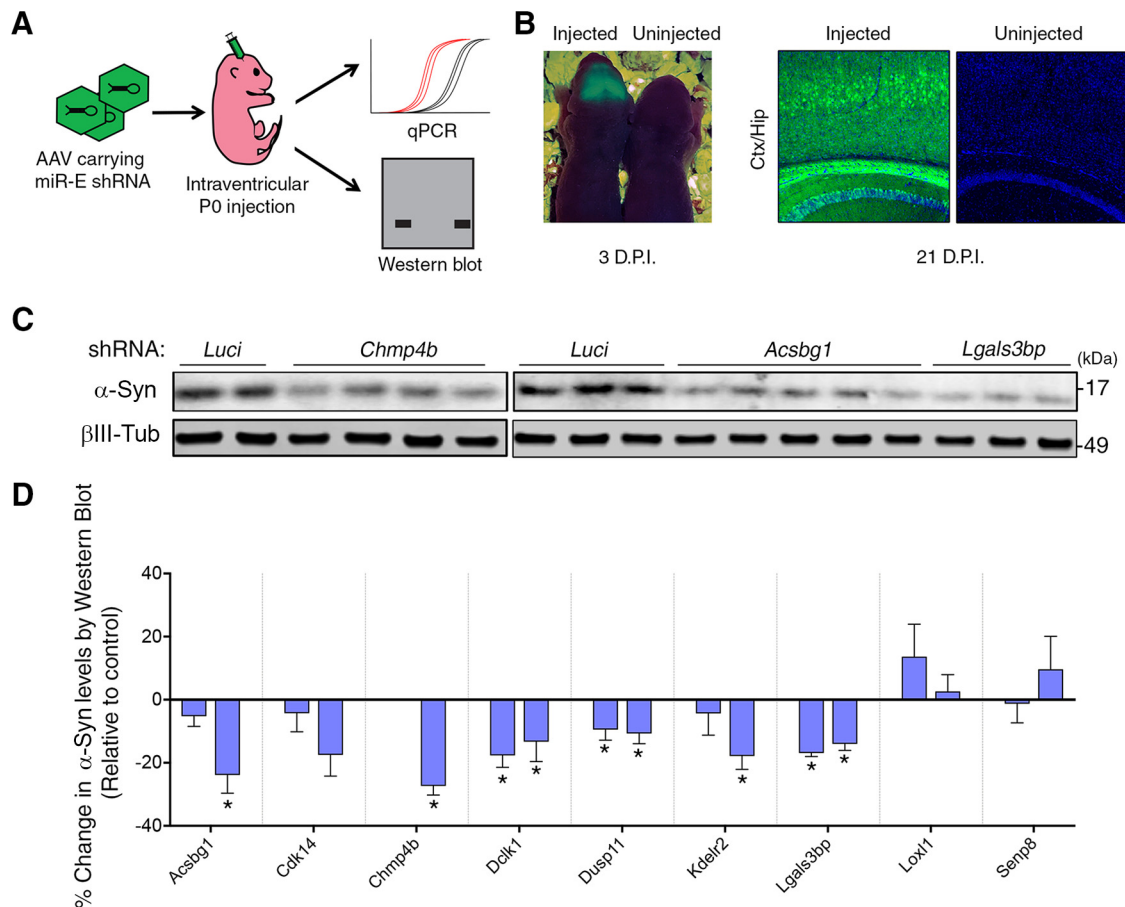 A
AAV carrying
miR-E shRNA
Intraventricular
P0 injection
qPCR
Western blot
B
Injected Uninjected
3 D.P.I.
Injected Uninjected
Ctx/Hip
21 D.P.I.
C
shRNA: Luci Chmp4b Luci Acsbg1 Lgals3bp (kDa)
α-Syn -17
βIII-Tub -49
D
% Change in α-Syn levels by Western Blot
(Relative to control)
40
20
0
-20
-40
* * * * * * * * *
Acsbg1 Cdk14 Chmp4b Dclk1 Dusp11 Kdelr2 Lgals3bp Loxl1 Senp8